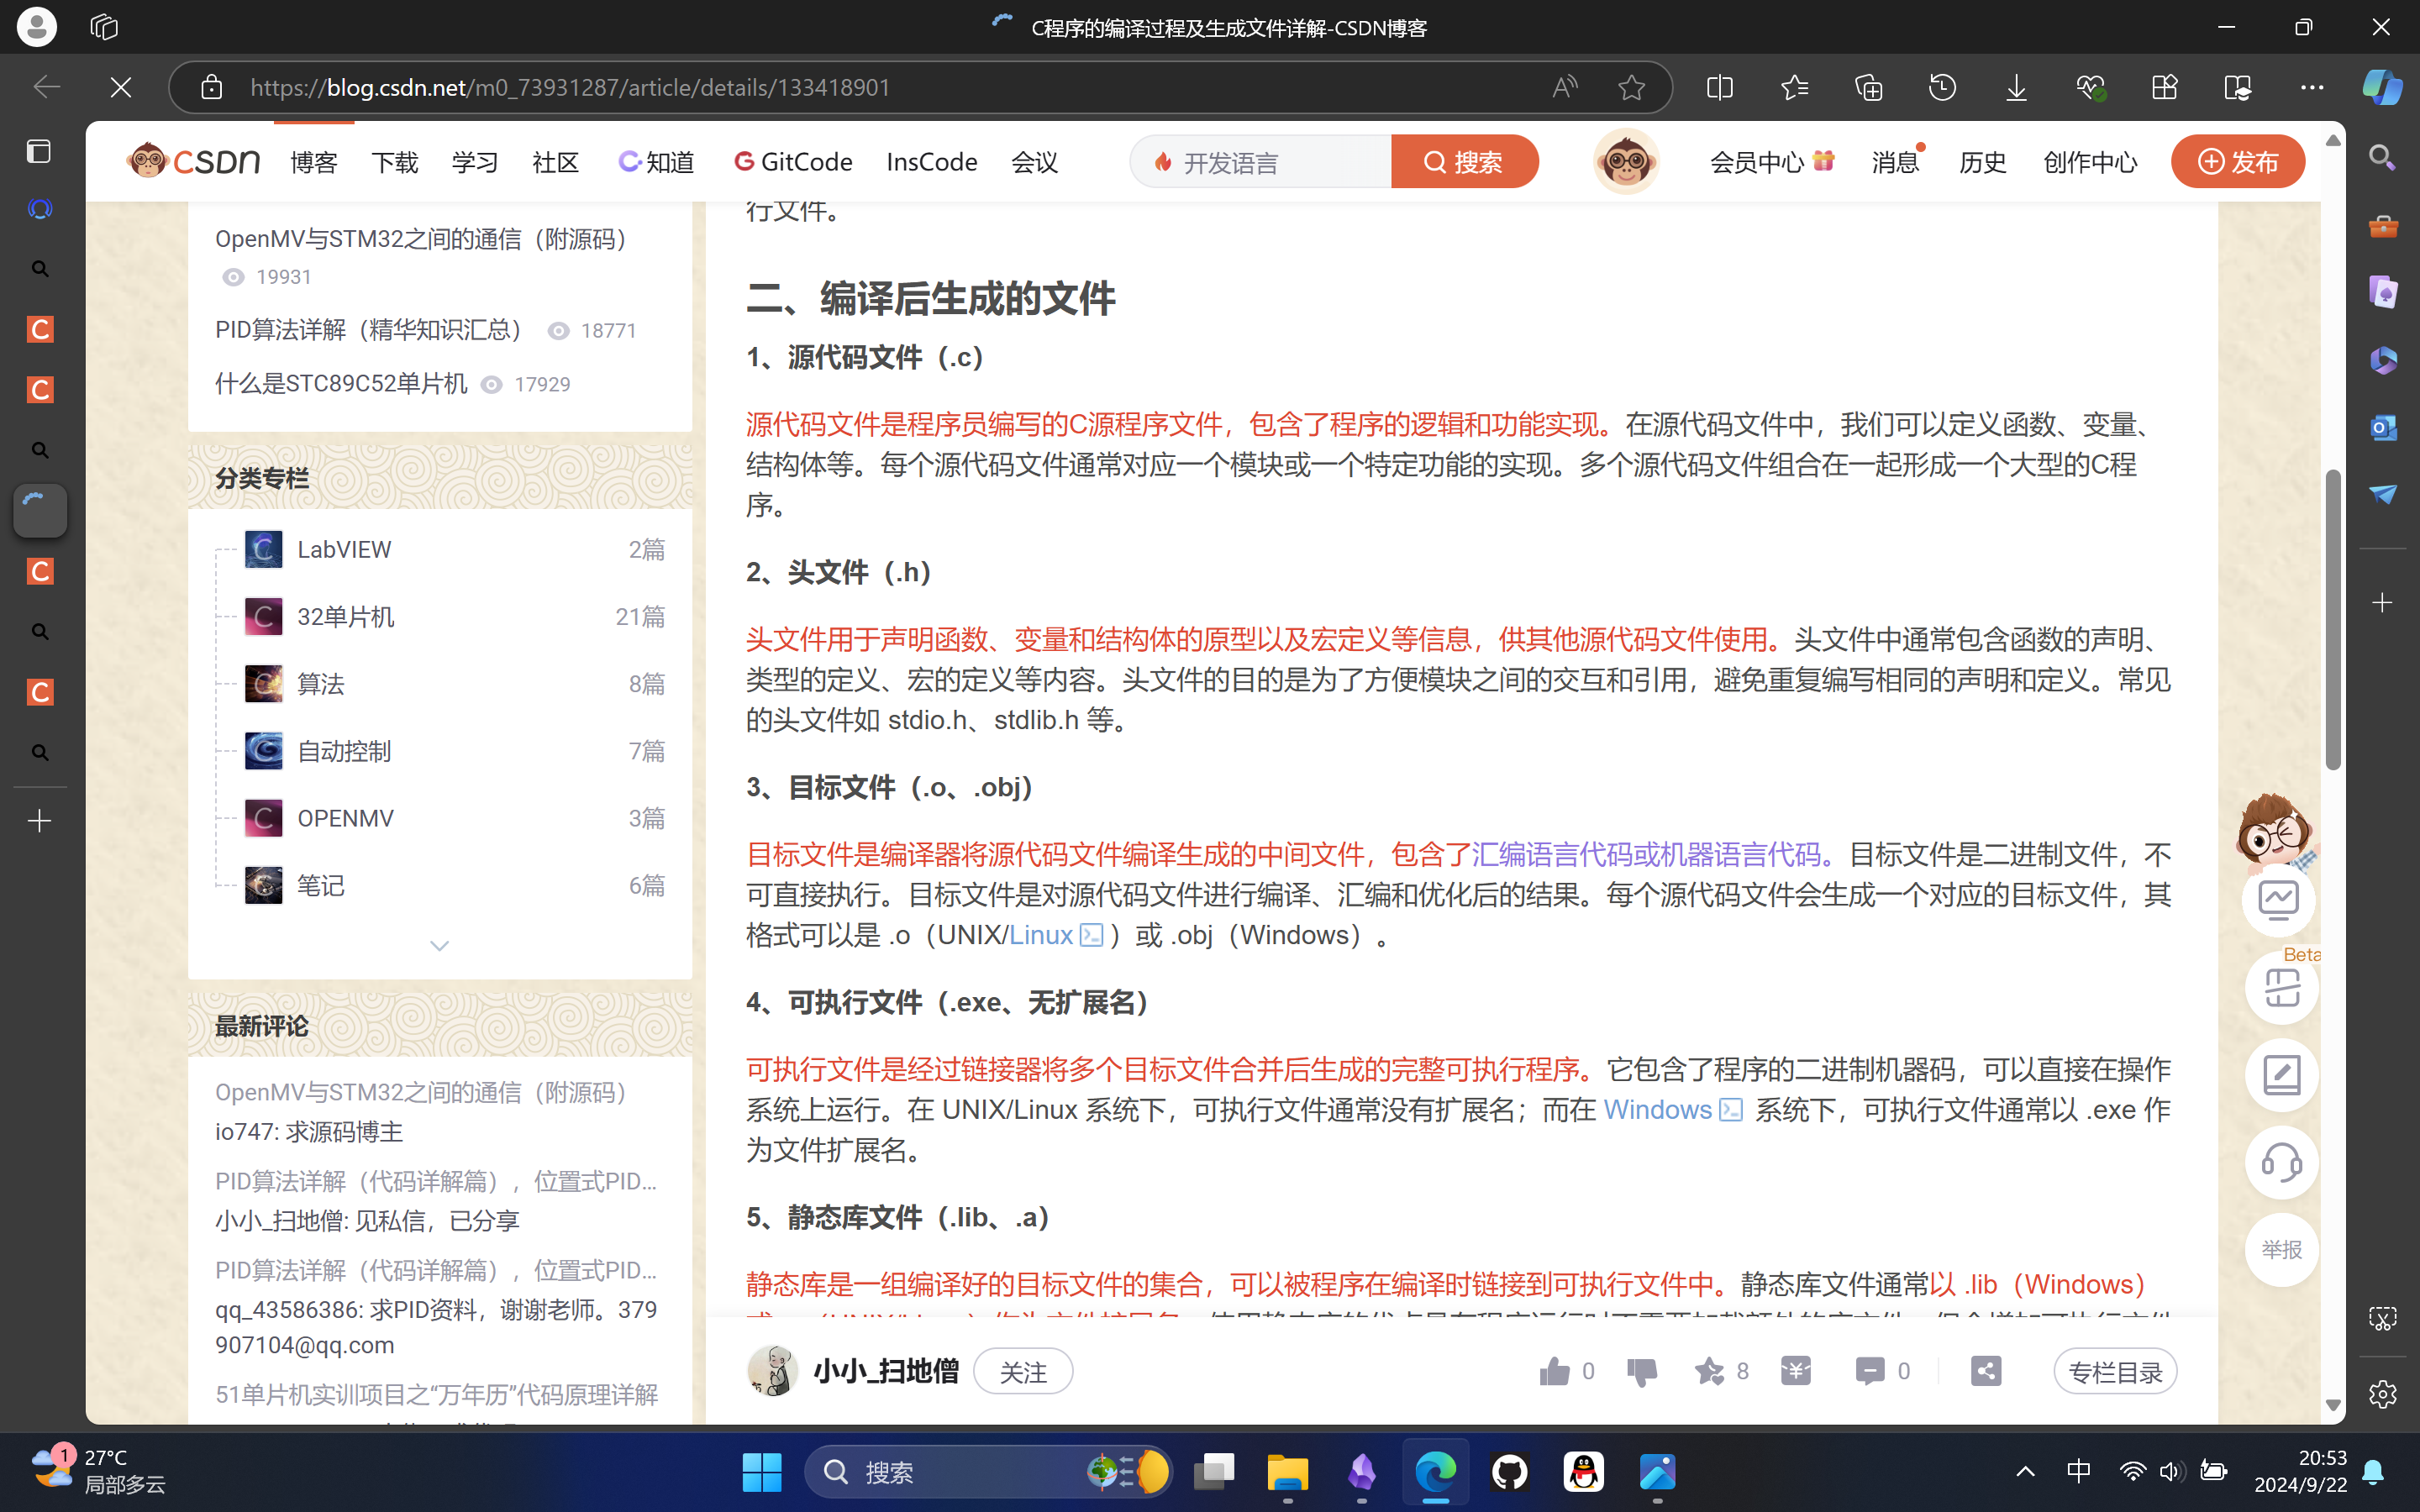 C程序的编译过程及生成文件详解-CSDN博客
https://blog.csdn.net/m0_73931287/article/details/133418901
CSDN 博客 下载 学习 社区 C知道 GitCode InsCode 会议 开发语言 搜索 会员中心 消息 历史 创作中心 发布
OpenMV与STM32之间的通信（附源码）
19931
PID算法详解（精华知识汇总） 18771
什么是STC89C52单片机 17929
分类专栏
LabVIEW 2篇
32单片机 21篇
算法 8篇
自动控制 7篇
OPENMV 3篇
笔记 6篇
最新评论
OpenMV与STM32之间的通信（附源码）
io747: 求源码博主
PID算法详解（代码详解篇），位置式PID...
小小_扫地僧: 见私信，已分享
PID算法详解（代码详解篇），位置式PID...
qq_43586386: 求PID资料，谢谢老师。379
907104@qq.com
51单片机实训项目之“万年历”代码原理详解
行文件。
二、编译后生成的文件
1、源代码文件（.c）
源代码文件是程序员编写的C源程序文件，包含了程序的逻辑和功能实现。在源代码文件中，我们可以定义函数、变量、
结构体等。每个源代码文件通常对应一个模块或一个特定功能的实现。多个源代码文件组合在一起形成一个大型的C程
序。
2、头文件（.h）
头文件用于声明函数、变量和结构体的原型以及宏定义等信息，供其他源代码文件使用。头文件中通常包含函数的声明、
类型的定义、宏的定义等内容。头文件的目的是为了方便模块之间的交互和引用，避免重复编写相同的声明和定义。常见
的头文件如 stdio.h、stdlib.h 等。
3、目标文件（.o、.obj）
目标文件是编译器将源代码文件编译生成的中间文件，包含了汇编语言代码或机器语言代码。目标文件是二进制文件，不
可直接执行。目标文件是对源代码文件进行编译、汇编和优化后的结果。每个源代码文件会生成一个对应的目标文件，其
格式可以是 .o（UNIX/Linux）或 .obj（Windows）。
4、可执行文件（.exe、无扩展名）
可执行文件是经过链接器将多个目标文件合并后生成的完整可执行程序。它包含了程序的二进制机器码，可以直接在操作
系统上运行。在 UNIX/Linux 系统下，可执行文件通常没有扩展名；而在 Windows 系统下，可执行文件通常以 .exe 作
为文件扩展名。
5、静态库文件（.lib、.a）
静态库是一组编译好的目标文件的集合，可以被程序在编译时链接到可执行文件中。静态库文件通常以 .lib（Windows）
小小_扫地僧 关注 0 8 0 专栏目录
Beta
举报
1 27°C
局部多云
搜索
中
20:53
2024/9/22